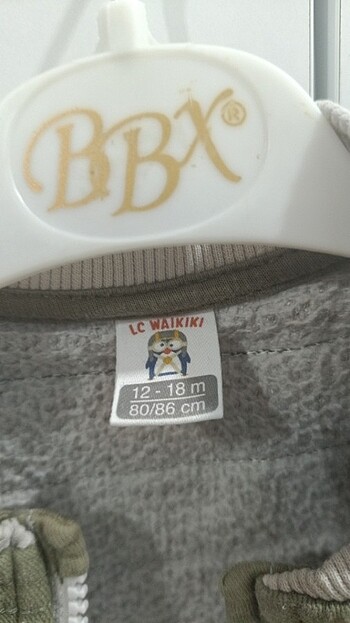 BBX®
LC WAIKIKI
12 - 18 m
80/86 cm